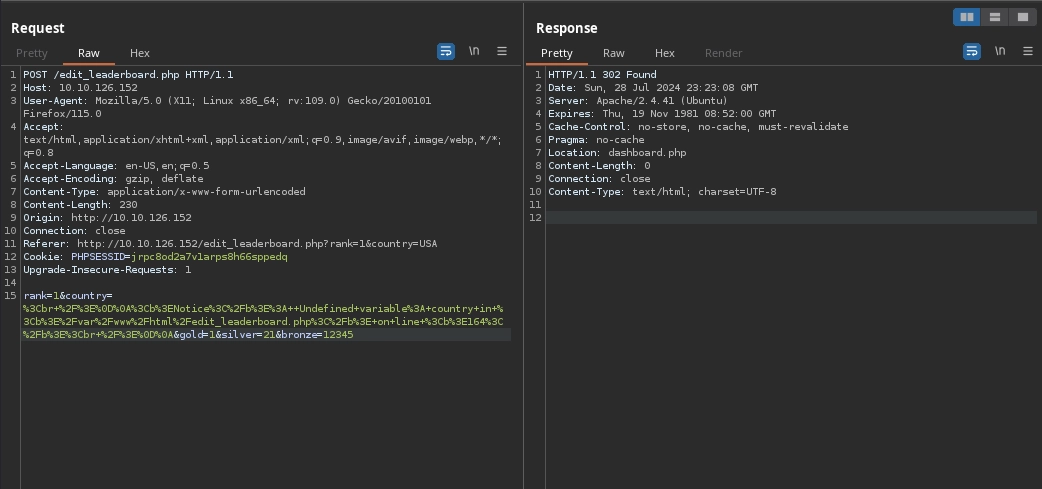 Request
Pretty Raw Hex
\n
1 POST /edit_leaderboard.php HTTP/1.1
2 Host: 10.10.126.152
3 User-Agent: Mozilla/5.0 (X11; Linux x86_64; rv:109.0) Gecko/20100101
Firefox/115.0
4 Accept:
text/html,application/xhtml+xml,application/xml;q=0.9,image/avif,image/webp,*/*;
q=0.8
5 Accept-Language: en-US,en;q=0.5
6 Accept-Encoding: gzip, deflate
7 Content-Type: application/x-www-form-urlencoded
8 Content-Length: 230
9 Origin: http://10.10.126.152
10 Connection: close
11 Referer: http://10.10.126.152/edit_leaderboard.php?rank=1&country=USA
12 Cookie: PHPSESSID=jrpc8od2a7vlarps8h66sppedq
13 Upgrade-Insecure-Requests: 1
14
15 rank=1&country=
%3Cbr+%2F%3E%0D%0A%3Cb%3ENotice%3C%2Fb%3E%3A++Undefined+variable%3A+country+in+%
3Cb%3E%2Fvar%2Fwww%2Fhtml%2Fedit_leaderboard.php%3C%2Fb%3E+on+line+%3Cb%3E164%3C
%2Fb%3E%3Cbr+%2F%3E%0D%0A&gold=1&silver=21&bronze=12345
Response
Pretty Raw Hex Render
\n
1 HTTP/1.1 302 Found
2 Date: Sun, 28 Jul 2024 23:23:08 GMT
3 Server: Apache/2.4.41 (Ubuntu)
4 Expires: Thu, 19 Nov 1981 08:52:00 GMT
5 Cache-Control: no-store, no-cache, must-revalidate
6 Pragma: no-cache
7 Location: dashboard.php
8 Content-Length: 0
9 Connection: close
10 Content-Type: text/html; charset=UTF-8
11
12